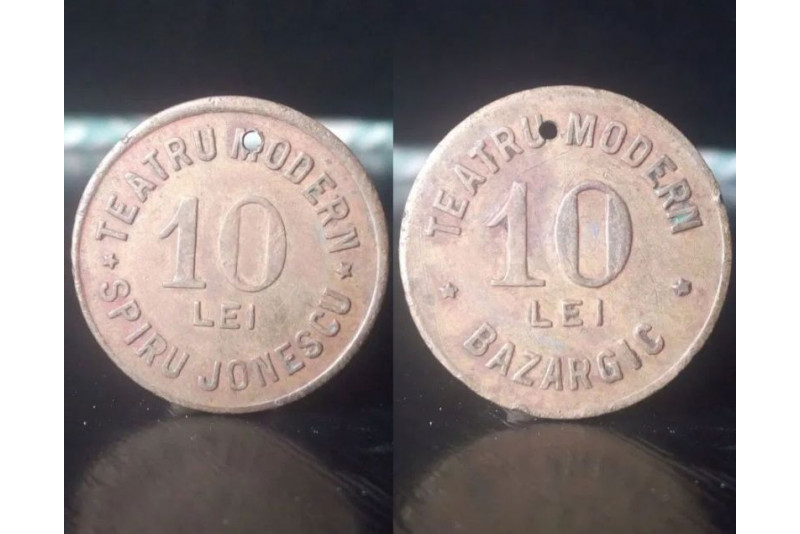 TEATRU MODERN
10
LEI
SPIRU JONESCU
TEATRU MODERN
10
LEI
BAZARGIC